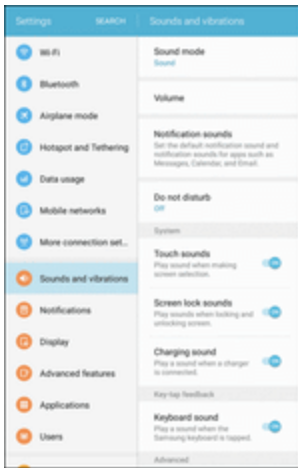 Settings
SEARCH
Wi-Fi
Bluetooth
Airplane mode
Hotspot and Tethering
Data usage
Mobile networks
More connection set...
Sounds and vibrations
Notifications
Display
Advanced features
Applications
Users
Sounds and vibrations
Sound mode
Sound
Volume
Notification sounds
Set the default notification sound and
notification sounds for apps such as
Messages, Calendar, and Email.
Do not disturb
Off
System
Touch sounds
Play sound when making
screen selection.
ON
Screen lock sounds
Play sounds when locking and
unlocking screen.
ON
Charging sound
Play a sound when a charger
is connected.
ON
Key-tap feedback
Keyboard sound
Play a sound when the
Samsung keyboard is tapped.
ON
Advanced